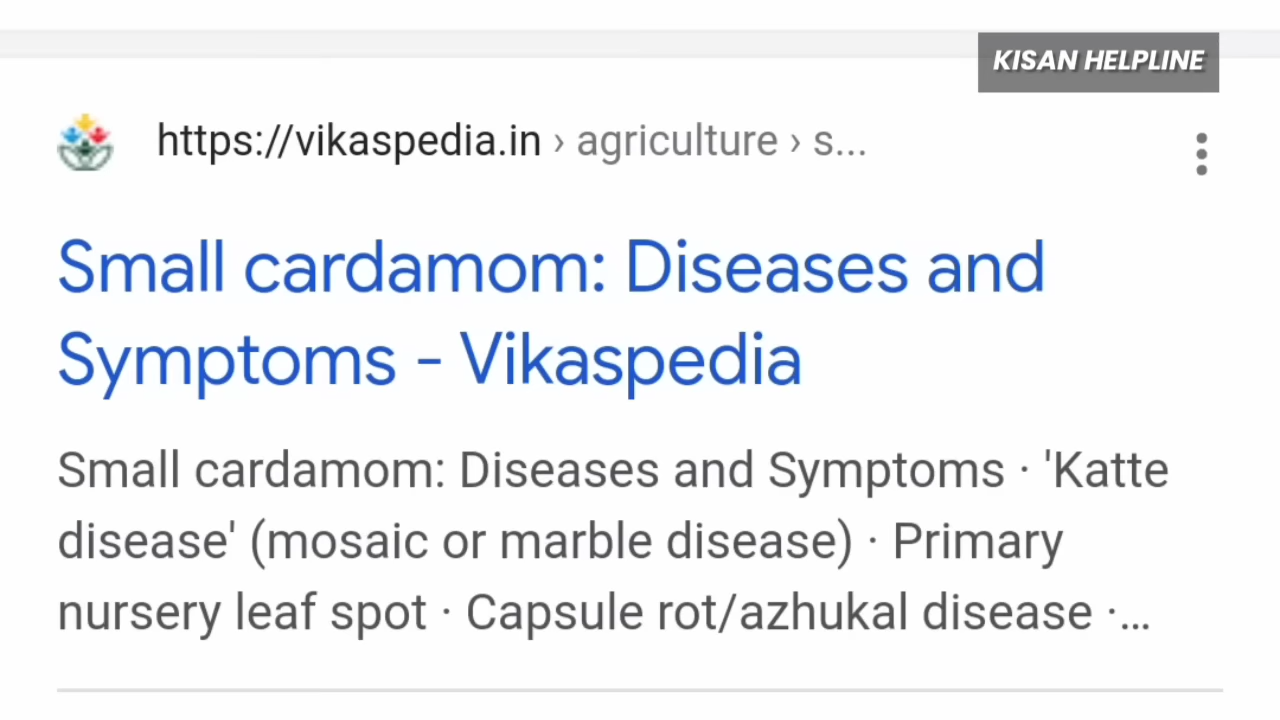 KISAN HELPLINE
https://vikaspedia.in › agriculture › s...
Small cardamom: Diseases and
Symptoms - Vikaspedia
Small cardamom: Diseases and Symptoms · 'Katte
disease' (mosaic or marble disease) · Primary
nursery leaf spot · Capsule rot/azhukal disease ·...